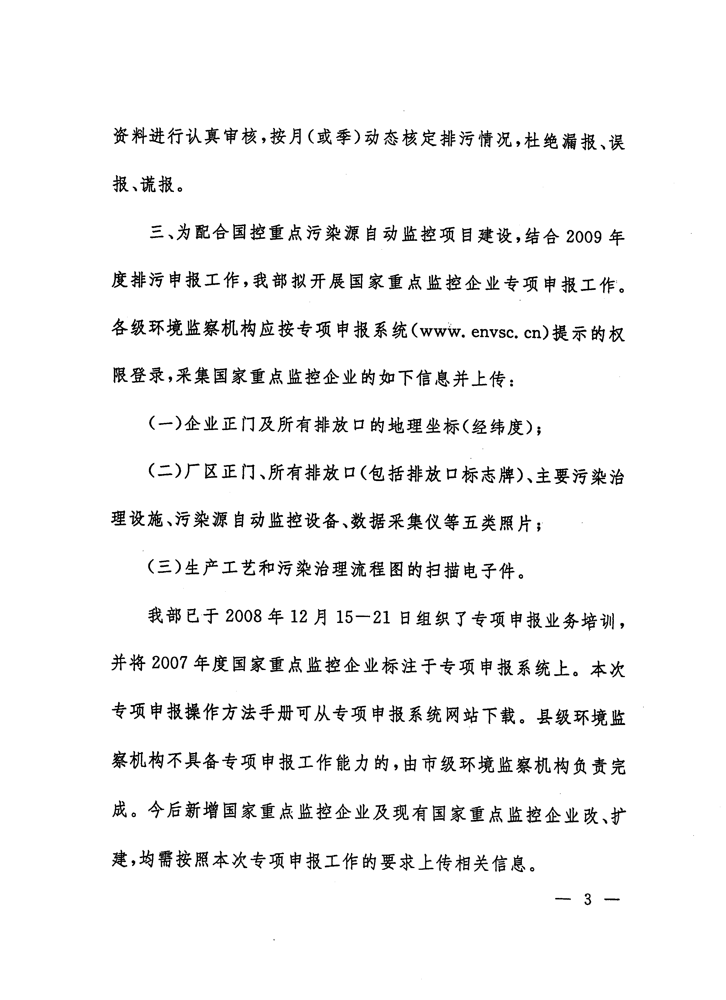 资料进行认真审核,按月(或季)动态核定排污情况,杜绝漏报、误
报、谎报。
三、为配合国控重点污染源自动监控项目建设,结合 2009 年
度排污申报工作,我部拟开展国家重点监控企业专项申报工作。
各级环境监察机构应按专项申报系统(www. envsc. cn)提示的权
限登录,采集国家重点监控企业的如下信息并上传:
(一)企业正门及所有排放口的地理坐标(经纬度);
(二)厂区正门、所有排放口(包括排放口标志牌)、主要污染治
理设施、污染源自动监控设备、数据采集仪等五类照片;
(三)生产工艺和污染治理流程图的扫描电子件。
我部已于 2008 年 12 月 15—21 日组织了专项申报业务培训,
并将 2007 年度国家重点监控企业标注于专项申报系统上。本次
专项申报操作方法手册可从专项申报系统网站下载。县级环境监
察机构不具备专项申报工作能力的,由市级环境监察机构负责完
成。今后新增国家重点监控企业及现有国家重点监控企业改、扩
建,均需按照本次专项申报工作的要求上传相关信息。
— 3 —